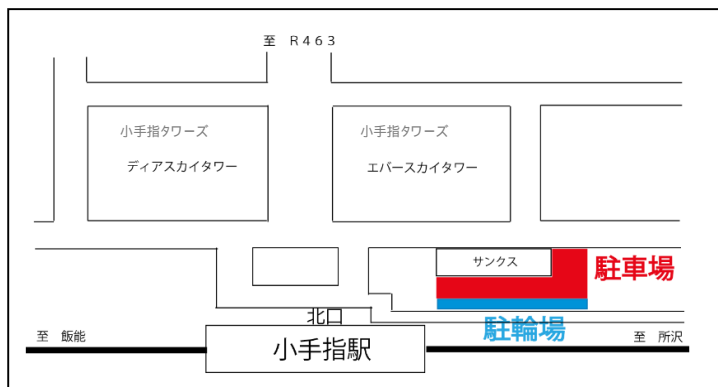 至 R463
小手指タワーズ
ディアスカイタワー
小手指タワーズ
エバースカイタワー
サンクス
駐車場
北口
駐輪場
至 飯能
小手指駅
至 所沢